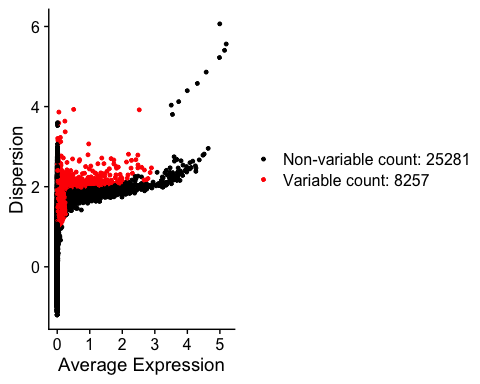 6
4
2
0
Dispersion
0 1 2 3 4 5
Average Expression
Non-variable count: 25281
Variable count: 8257